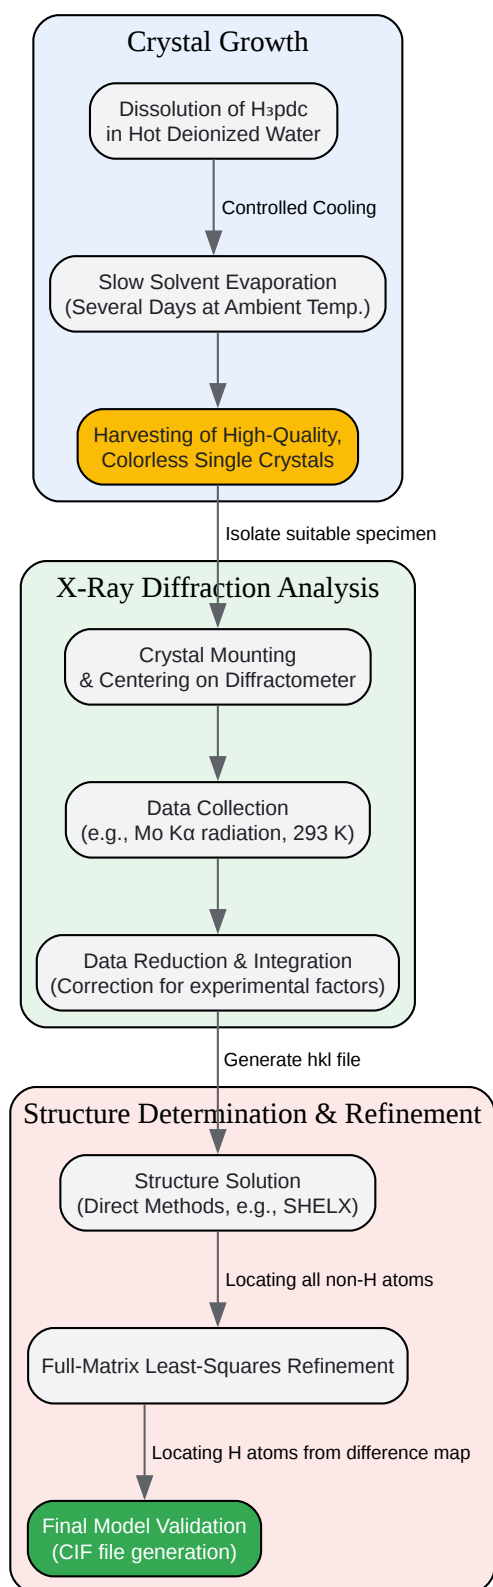 Crystal Growth
Dissolution of H₃pdc
in Hot Deionized Water
Controlled Cooling
Slow Solvent Evaporation
(Several Days at Ambient Temp.)
Harvesting of High-Quality,
Colorless Single Crystals
Isolate suitable specimen
X-Ray Diffraction Analysis
Crystal Mounting
& Centering on Diffractometer
Data Collection
(e.g., Mo Kα radiation, 293 K)
Data Reduction & Integration
(Correction for experimental factors)
Generate hkl file
Structure Determination & Refinement
Structure Solution
(Direct Methods, e.g., SHELX)
Locating all non-H atoms
Full-Matrix Least-Squares Refinement
Locating H atoms from difference map
Final Model Validation
(CIF file generation)